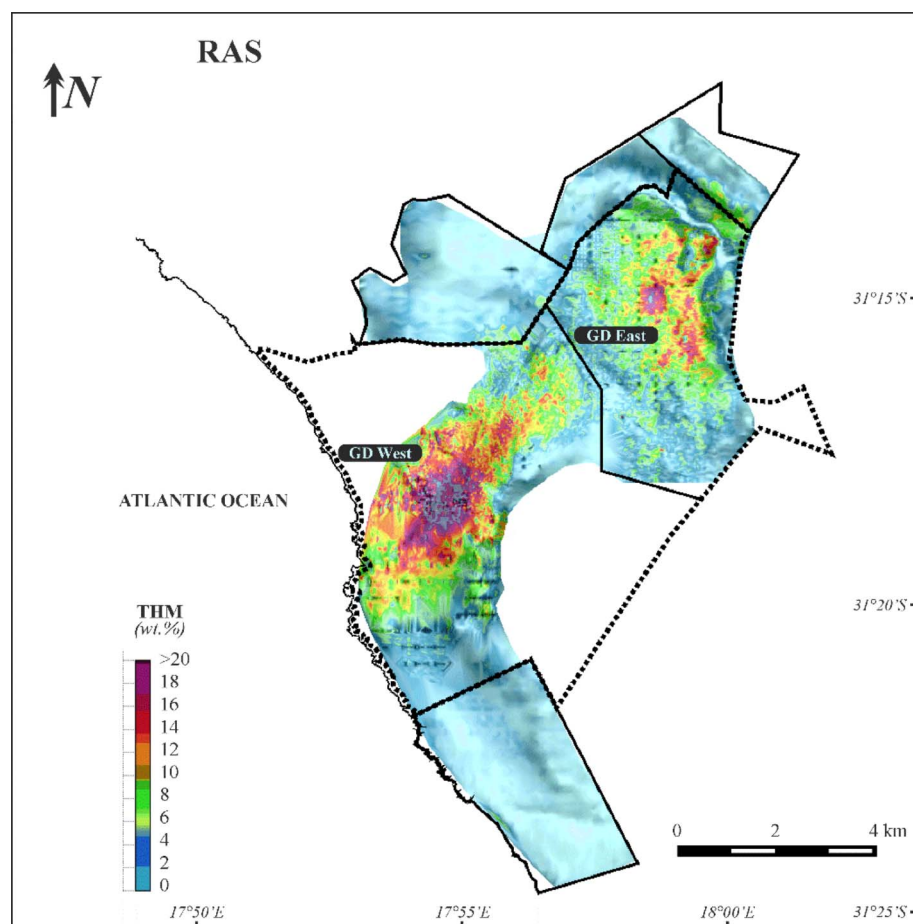 RAS
N
31°15'S
GD East
GD West
ATLANTIC OCEAN
31°20'S
THM
(wt.%)
>20
18
16
14
12
10
8
6
4
2
0
0 2 4 km
17°50'E 17°55'E 18°00'E 31°25'S